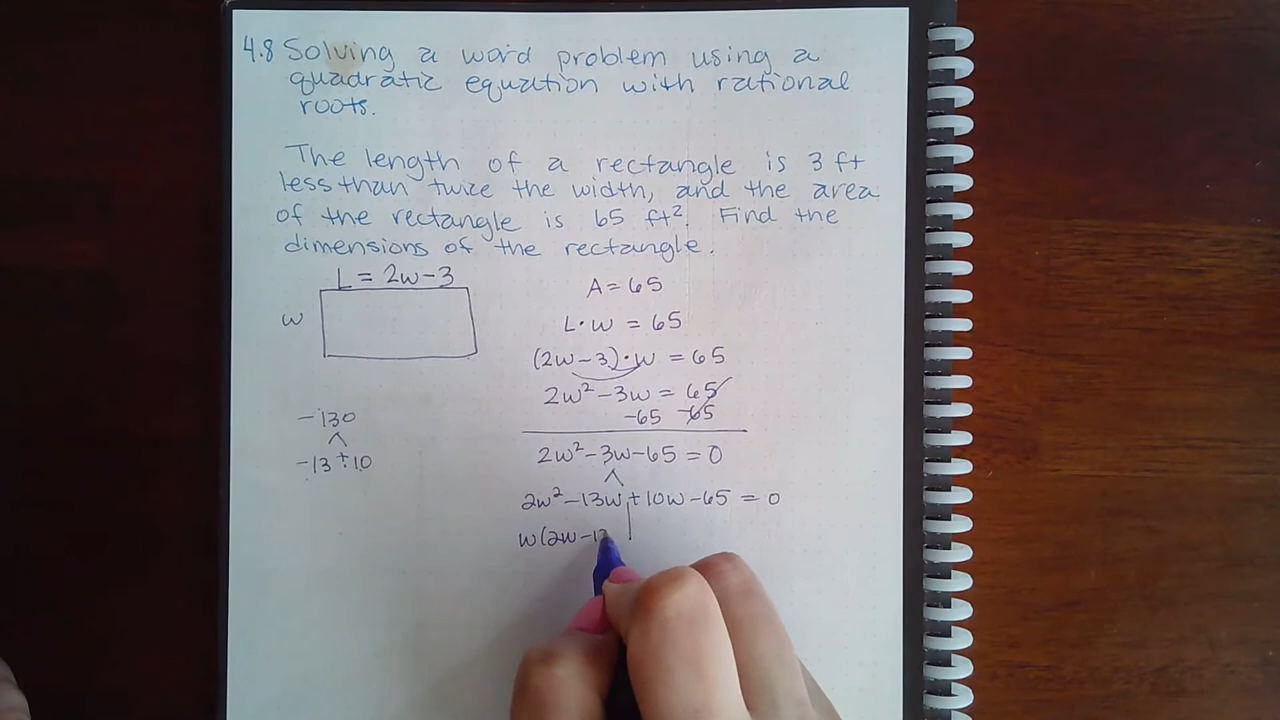 4.8 Solving a word problem using a
quadratic equation with rational
roots.
The length of a rectangle is 3 ft
less than twice the width, and the area
of the rectangle is 65 ft². Find the
dimensions of the rectangle.
L = 2w-3
w
A = 65
L·w = 65
(2w-3)·w = 65
2w²-3w = 65
-65 -65
2w²-3w-65=0
2w²-13w+10w-65 = 0
w(2w-13
-130
-13 + 10